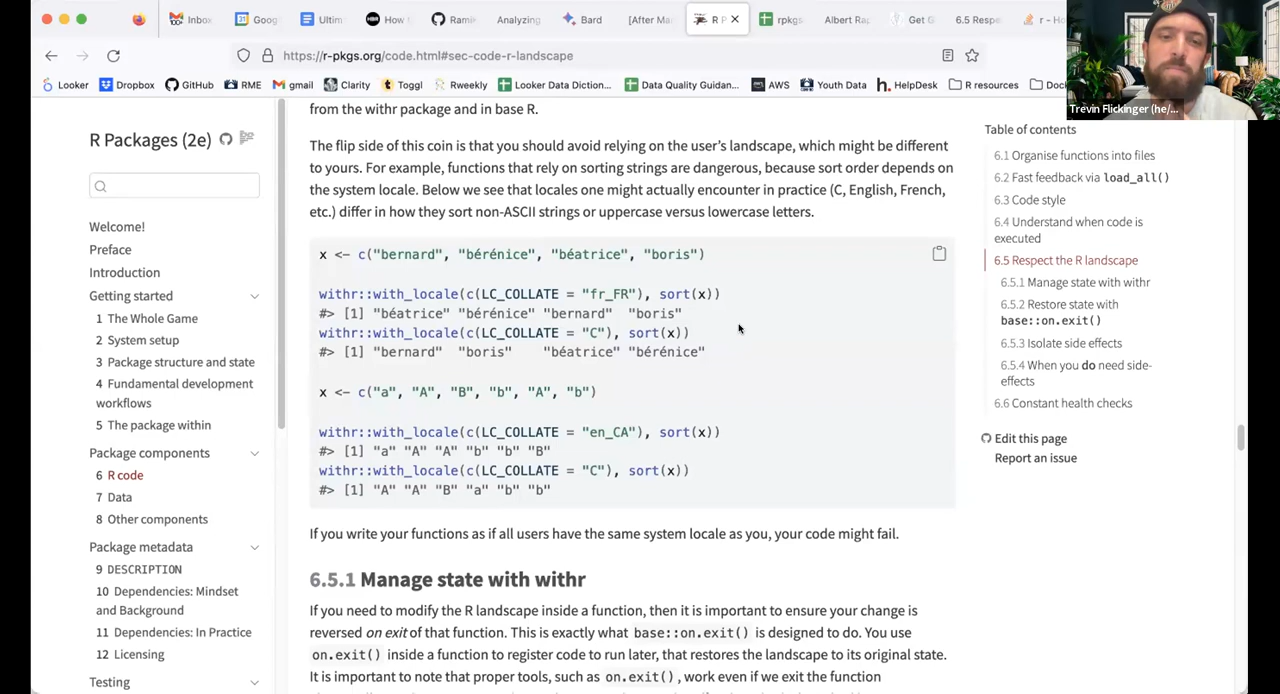 Inbox
Goog
Ultim
How
Rami
Analyzing
Bard
[After Mar
R P
rpkgs
Albert Rap
Get G
6.5 Respe
r - Ho
https://r-pkgs.org/code.html#sec-code-r-landscape
Looker
Dropbox
GitHub
RME
gmail
Clarity
Toggl
Rweekly
Looker Data Diction...
Data Quality Guidan...
AWS
Youth Data
HelpDesk
R resources
Doc
Trevin Flickinger (he/...
R Packages (2e)
Welcome!
Preface
Introduction
Getting started
1 The Whole Game
2 System setup
3 Package structure and state
4 Fundamental development
workflows
5 The package within
Package components
6 R code
7 Data
8 Other components
Package metadata
9 DESCRIPTION
10 Dependencies: Mindset
and Background
11 Dependencies: In Practice
12 Licensing
Testing
from the withr package and in base R.
The flip side of this coin is that you should avoid relying on the user's landscape, which might be different
to yours. For example, functions that rely on sorting strings are dangerous, because sort order depends on
the system locale. Below we see that locales one might actually encounter in practice (C, English, French,
etc.) differ in how they sort non-ASCII strings or uppercase versus lowercase letters.
x <- c("bernard", "bérénice", "béatrice", "boris")
withr::with_locale(c(LC_COLLATE = "fr_FR"), sort(x))
#> [1] "béatrice" "bérénice" "bernard"  "boris"
withr::with_locale(c(LC_COLLATE = "C"), sort(x))
#> [1] "bernard"  "boris"    "béatrice" "bérénice"
x <- c("a", "A", "B", "b", "A", "b")
withr::with_locale(c(LC_COLLATE = "en_CA"), sort(x))
#> [1] "a" "A" "A" "b" "b" "B"
withr::with_locale(c(LC_COLLATE = "C"), sort(x))
#> [1] "A" "A" "B" "a" "b" "b"
If you write your functions as if all users have the same system locale as you, your code might fail.
6.5.1 Manage state with withr
If you need to modify the R landscape inside a function, then it is important to ensure your change is
reversed on exit of that function. This is exactly what base::on.exit() is designed to do. You use
on.exit() inside a function to register code to run later, that restores the landscape to its original state.
It is important to note that proper tools, such as on.exit(), work even if we exit the function
Table of contents
6.1 Organise functions into files
6.2 Fast feedback via load_all()
6.3 Code style
6.4 Understand when code is
executed
6.5 Respect the R landscape
6.5.1 Manage state with withr
6.5.2 Restore state with
base::on.exit()
6.5.3 Isolate side effects
6.5.4 When you do need side-
effects
6.6 Constant health checks
Edit this page
Report an issue